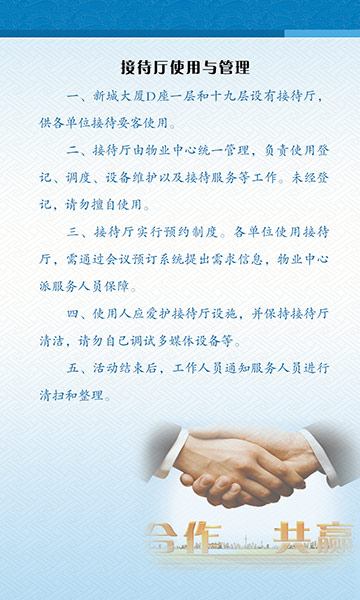 接待厅使用与管理
一、新城大厦D座一层和十九层设有接待厅，
供各单位接待要客使用。
二、接待厅由物业中心统一管理，负责使用登
记、调度、设备维护以及接待服务等工作。未经登
记，请勿擅自使用。
三、接待厅实行预约制度。各单位使用接待
厅，需通过会议预订系统提出需求信息，物业中心
派服务人员保障。
四、使用人应爱护接待厅设施，并保持接待厅
清洁，请勿自己调试多媒体设备等。
五、活动结束后，工作人员通知服务人员进行
清扫和整理。
合作 共赢